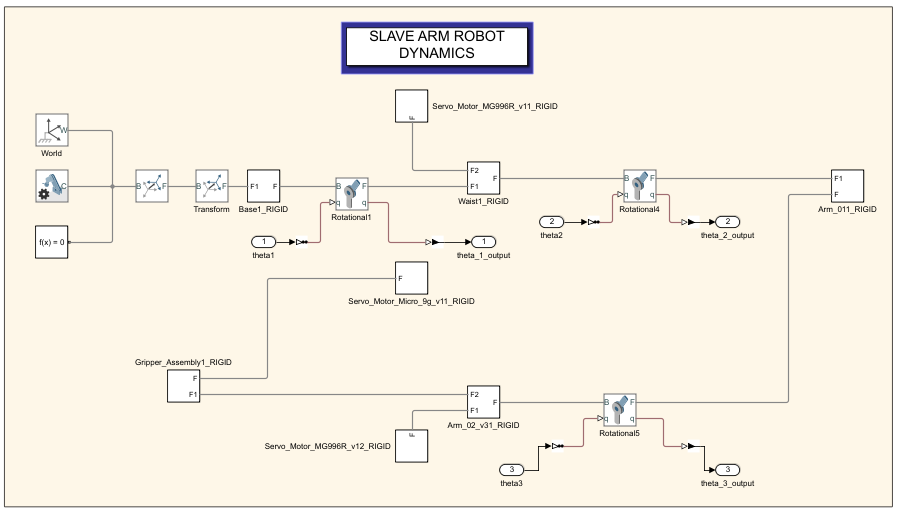 SLAVE ARM ROBOT
DYNAMICS
F
Servo_Motor_MG996R_v11_RIGID
W
World
C
B F
B F
Transform
F1 F
Base1_RIGID
B F
q q
Rotational1
F2
F1 F
Waist1_RIGID
B F
q q
Rotational4
F1
F
Arm_011_RIGID
f(x) = 0
1
theta1
1
theta_1_output
2
theta2
2
theta_2_output
F
Servo_Motor_Micro_9g_v11_RIGID
Gripper_Assembly1_RIGID
F
F1
F2
F1 F
Arm_02_v31_RIGID
B F
q q
Rotational5
F
Servo_Motor_MG996R_v12_RIGID
3
theta3
3
theta_3_output